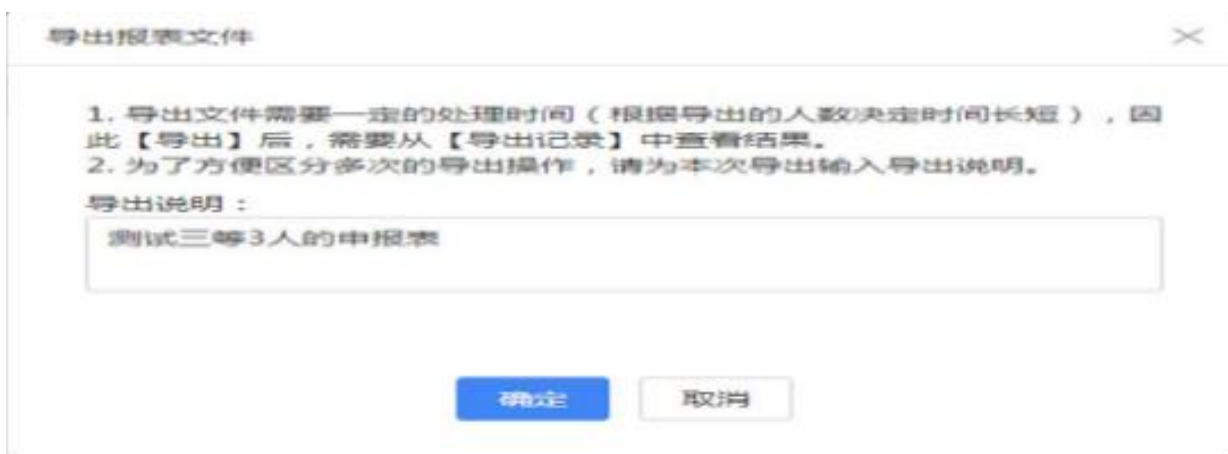 导出报表文件
1. 导出文件需要一定的处理时间（根据导出的人数决定时间长短），因
此【导出】后，需要从【导出记录】中查看结果。
2. 为了方便区分多次的导出操作，请为本次导出输入导出说明。
导出说明：
测试三等3人的申报表
确定 取消